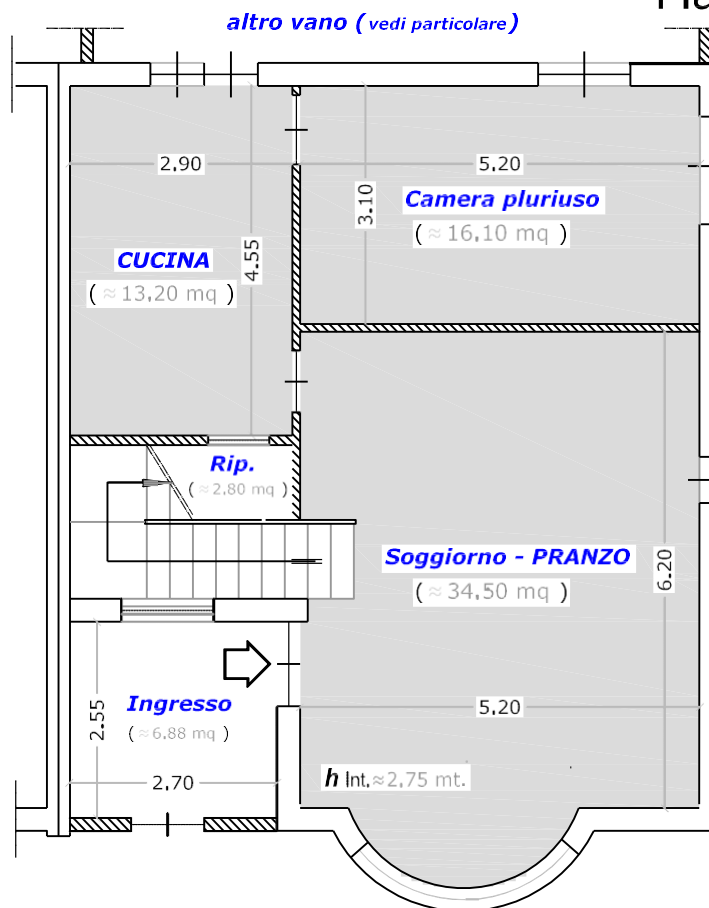 altro vano ( vedi particolare)
2,90
5,20
3.10
Camera pluriuso
( ≈ 16,10 mq )
4.55
CUCINA
( ≈ 13,20 mq )
Rip.
( ≈ 2,80 mq )
Soggiorno - PRANZO
( ≈ 34,50 mq )
6.20
Ingresso
( ≈ 6,88 mq )
2.55
5,20
2,70
h Int,≈2,75 mt.